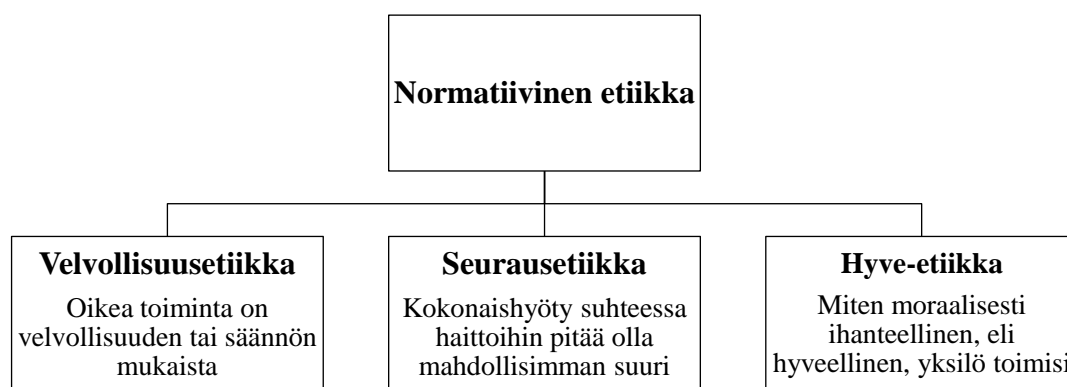 Normatiivinen etiikka
Velvollisuusetiikka
Oikea toiminta on
velvollisuuden tai säännön
mukaista
Seurausetiikka
Kokonaishyöty suhteessa
haittoihin pitää olla
mahdollisimman suuri
Hyve-etiikka
Miten moraalisesti
ihanteellinen, eli
hyveellinen, yksilö toimisi